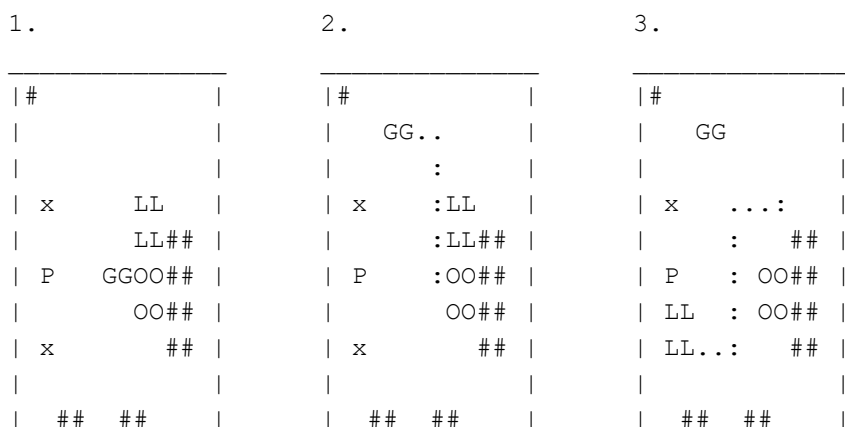 1.                  2.                  3.
______________      ______________      ______________
|#            |     |#            |     |#            |
|             |     |   GG..      |     |   GG        |
|             |     |      :      |     |             |
| x     LL    |     | x    :LL    |     | x   ...:    |
|       LL##  |     |      :LL##  |     |     :   ##  |
| P   GGOO##  |     | P    :OO##  |     | P   : OO##  |
|       OO##  |     |       OO##  |     | LL  : OO##  |
| x       ##  |     | x       ##  |     | LL..:   ##  |
|             |     |             |     |             |
|  ##  ##     |     |  ##  ##     |     |  ##  ##     |